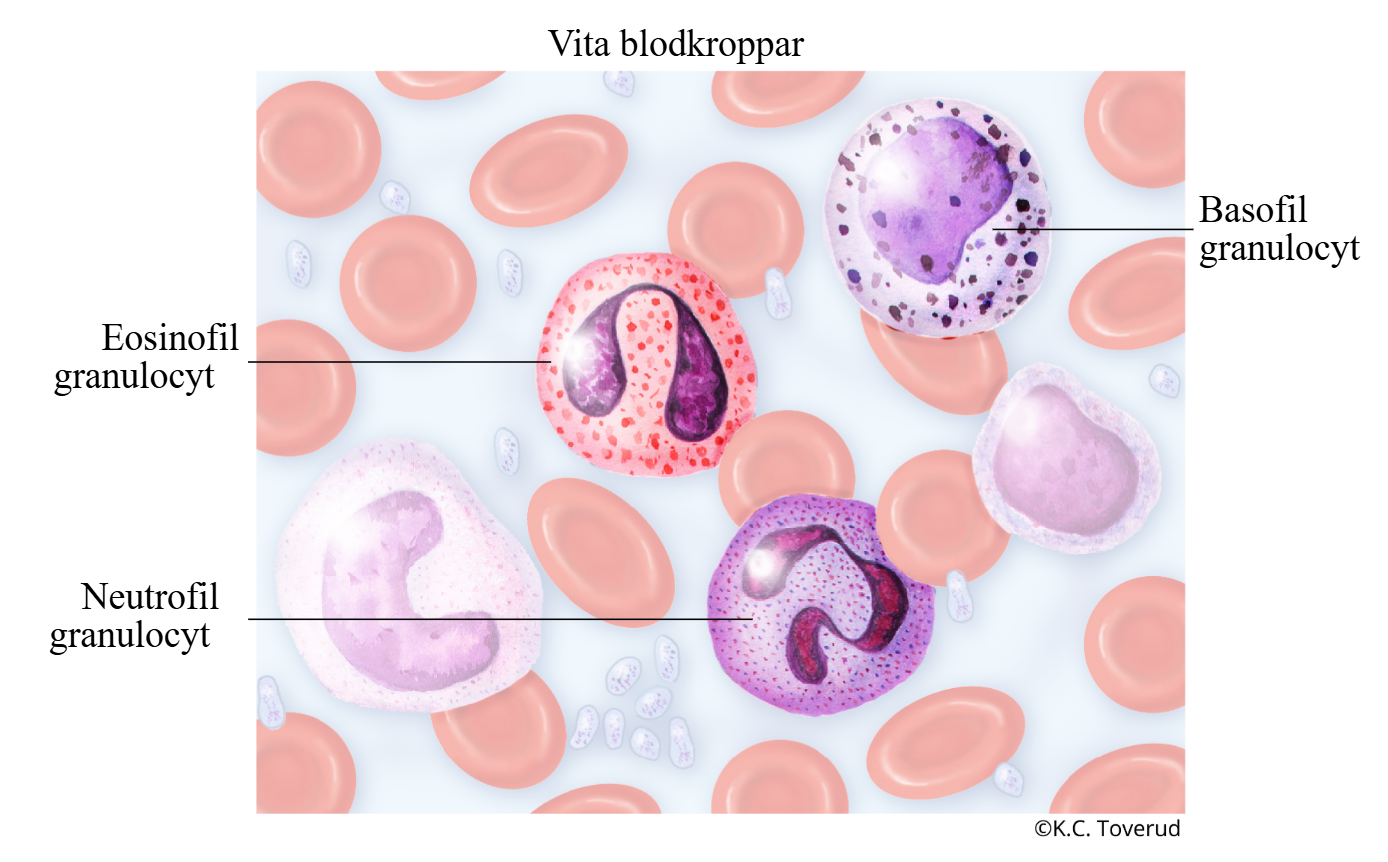 Vita blodkroppar
Basofil
granulocyt
Eosinofil
granulocyt
Neutrofil
granulocyt
©K.C. Toverud